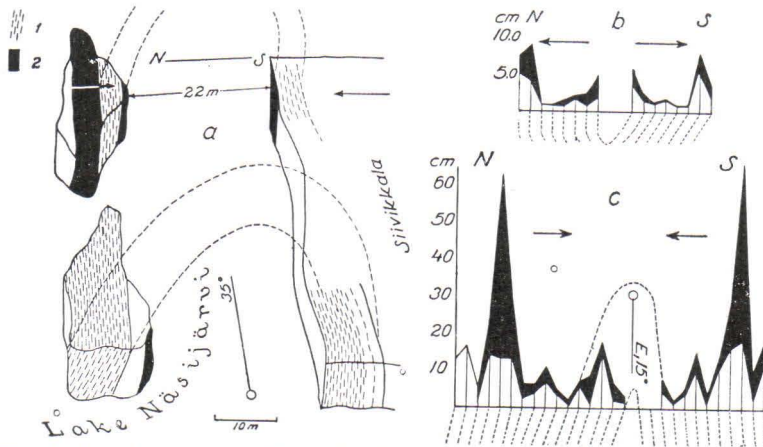 1
2
N S
22 m
a
Siivikkala
35°
Lake Näsijärvi
10 m
cm N b S
10.0
5.0
cm N S
60
50
40
30
20
10
c
E, 15°